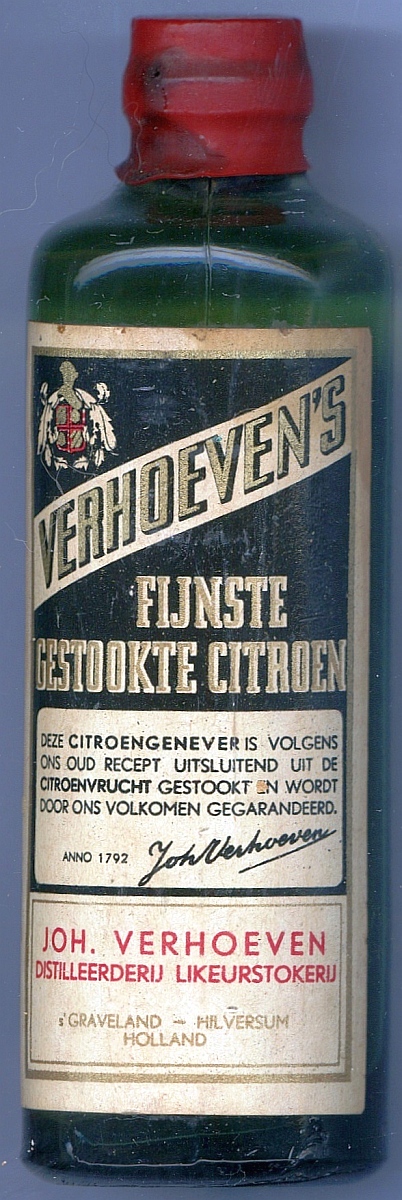 VERHOEVEN'S
FIJNSTE
GESTOOKTE CITROEN
DEZE CITROENGENEVER IS VOLGENS
ONS OUD RECEPT UITSLUITEND UIT DE
CITROENVRUCHT GESTOOKT EN WORDT
DOOR ONS VOLKOMEN GEGARANDEERD.
ANNO 1792 Joh Verhoeven
JOH. VERHOEVEN
DISTILLEERDERIJ LIKEURSTOKERIJ
s'GRAVELAND — HILVERSUM
HOLLAND